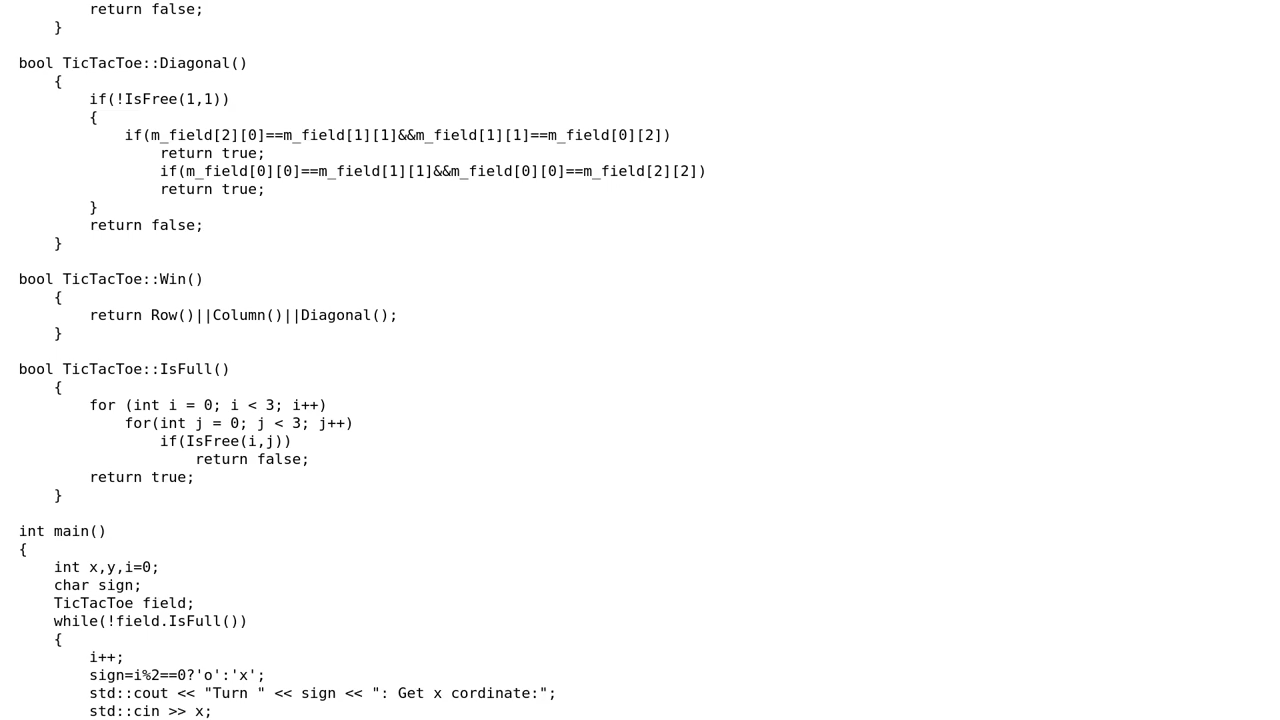 return false;
    }

bool TicTacToe::Diagonal()
    {
        if(!IsFree(1,1))
        {
            if(m_field[2][0]==m_field[1][1]&&m_field[1][1]==m_field[0][2])
                return true;
                if(m_field[0][0]==m_field[1][1]&&m_field[0][0]==m_field[2][2])
                return true;
        }
        return false;
    }

bool TicTacToe::Win()
    {
        return Row()||Column()||Diagonal();
    }

bool TicTacToe::IsFull()
    {
        for (int i = 0; i < 3; i++)
            for(int j = 0; j < 3; j++)
                if(IsFree(i,j))
                    return false;
        return true;
    }

int main()
{
    int x,y,i=0;
    char sign;
    TicTacToe field;
    while(!field.IsFull())
    {
        i++;
        sign=i%2==0?'o':'x';
        std::cout << "Turn " << sign << ": Get x cordinate:";
        std::cin >> x;